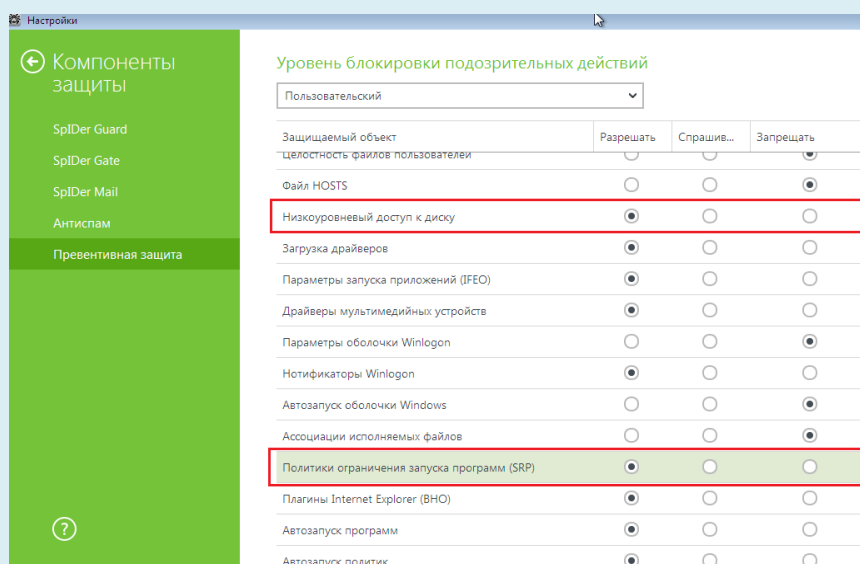 Настройки
Компоненты
защиты
SpIDer Guard
SpIDer Gate
SpIDer Mail
Антиспам
Превентивная защита
?
Уровень блокировки подозрительных действий
Пользовательский
Защищаемый объект Разрешать Спрашив... Запрещать
Целостность файлов пользователей
Файл HOSTS
Низкоуровневый доступ к диску
Загрузка драйверов
Параметры запуска приложений (IFEO)
Драйверы мультимедийных устройств
Параметры оболочки Winlogon
Нотификаторы Winlogon
Автозапуск оболочки Windows
Ассоциации исполняемых файлов
Политики ограничения запуска программ (SRP)
Плагины Internet Explorer (BHO)
Автозапуск программ
Автозапуск политик